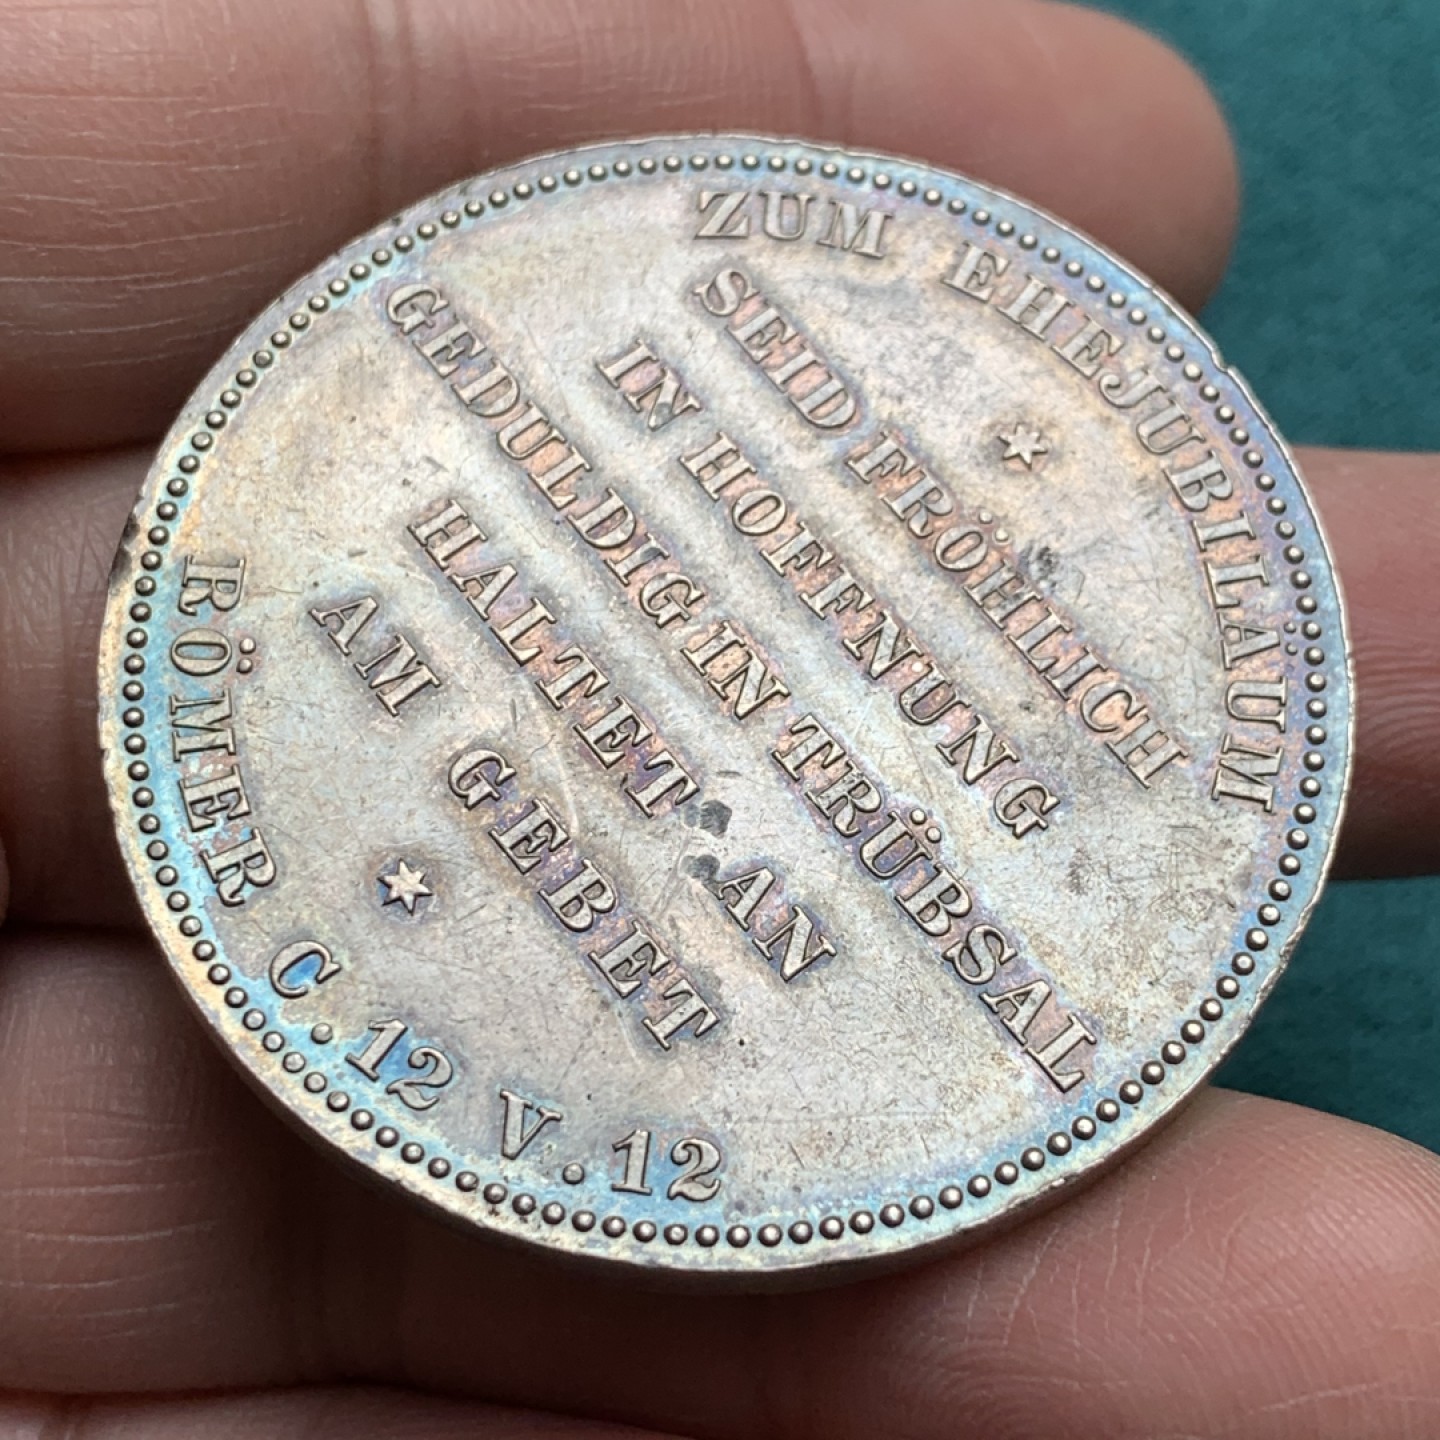 ZUM EHEJUBILÄUM
SEID FRÖHLICH
IN HOFFNUNG
GEDULDIG IN TRÜBSAL
HALTET AN
AM GEBET
RÖMER C. 12 V. 12